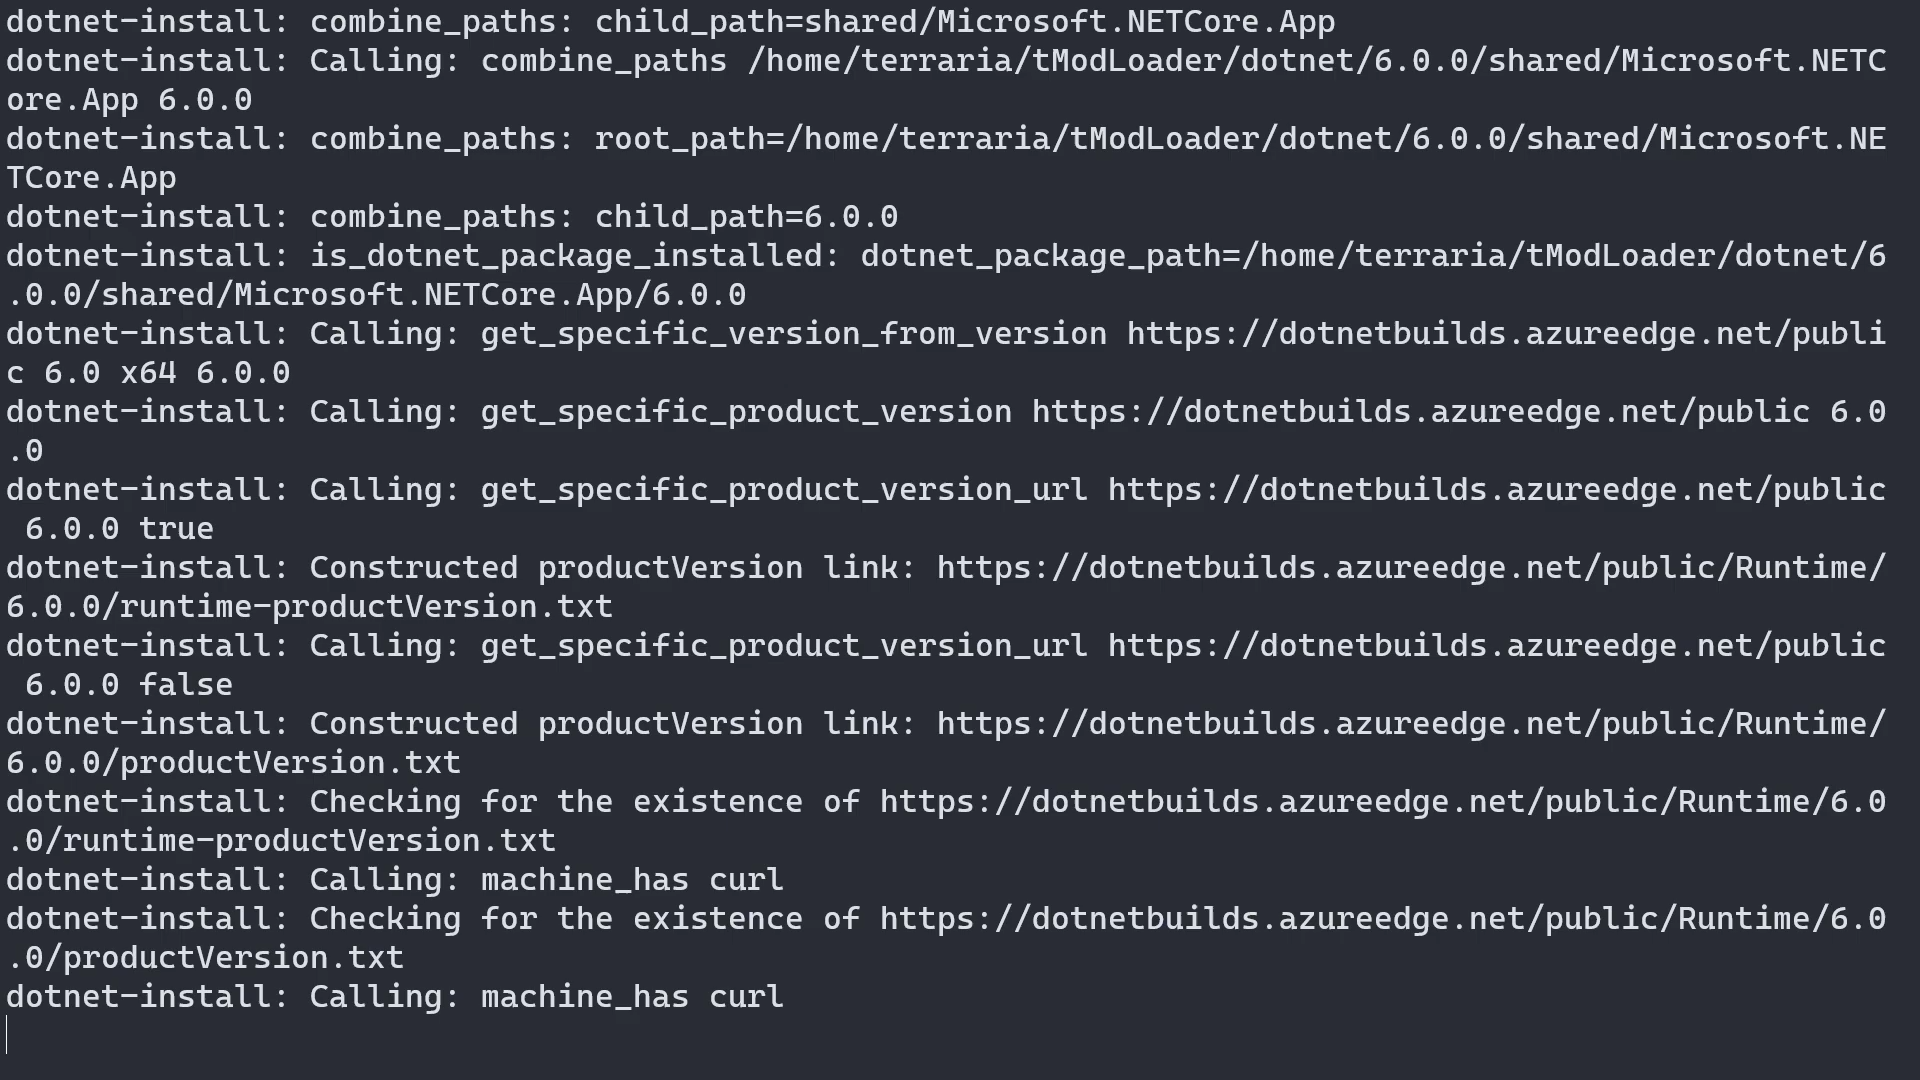 dotnet-install: combine_paths: child_path=shared/Microsoft.NETCore.App
dotnet-install: Calling: combine_paths /home/terraria/tModLoader/dotnet/6.0.0/shared/Microsoft.NETC
ore.App 6.0.0
dotnet-install: combine_paths: root_path=/home/terraria/tModLoader/dotnet/6.0.0/shared/Microsoft.NE
TCore.App
dotnet-install: combine_paths: child_path=6.0.0
dotnet-install: is_dotnet_package_installed: dotnet_package_path=/home/terraria/tModLoader/dotnet/6
.0.0/shared/Microsoft.NETCore.App/6.0.0
dotnet-install: Calling: get_specific_version_from_version https://dotnetbuilds.azureedge.net/publi
c 6.0 x64 6.0.0
dotnet-install: Calling: get_specific_product_version https://dotnetbuilds.azureedge.net/public 6.0
.0
dotnet-install: Calling: get_specific_product_version_url https://dotnetbuilds.azureedge.net/public
 6.0.0 true
dotnet-install: Constructed productVersion link: https://dotnetbuilds.azureedge.net/public/Runtime/
6.0.0/runtime-productVersion.txt
dotnet-install: Calling: get_specific_product_version_url https://dotnetbuilds.azureedge.net/public
 6.0.0 false
dotnet-install: Constructed productVersion link: https://dotnetbuilds.azureedge.net/public/Runtime/
6.0.0/productVersion.txt
dotnet-install: Checking for the existence of https://dotnetbuilds.azureedge.net/public/Runtime/6.0
.0/runtime-productVersion.txt
dotnet-install: Calling: machine_has curl
dotnet-install: Checking for the existence of https://dotnetbuilds.azureedge.net/public/Runtime/6.0
.0/productVersion.txt
dotnet-install: Calling: machine_has curl